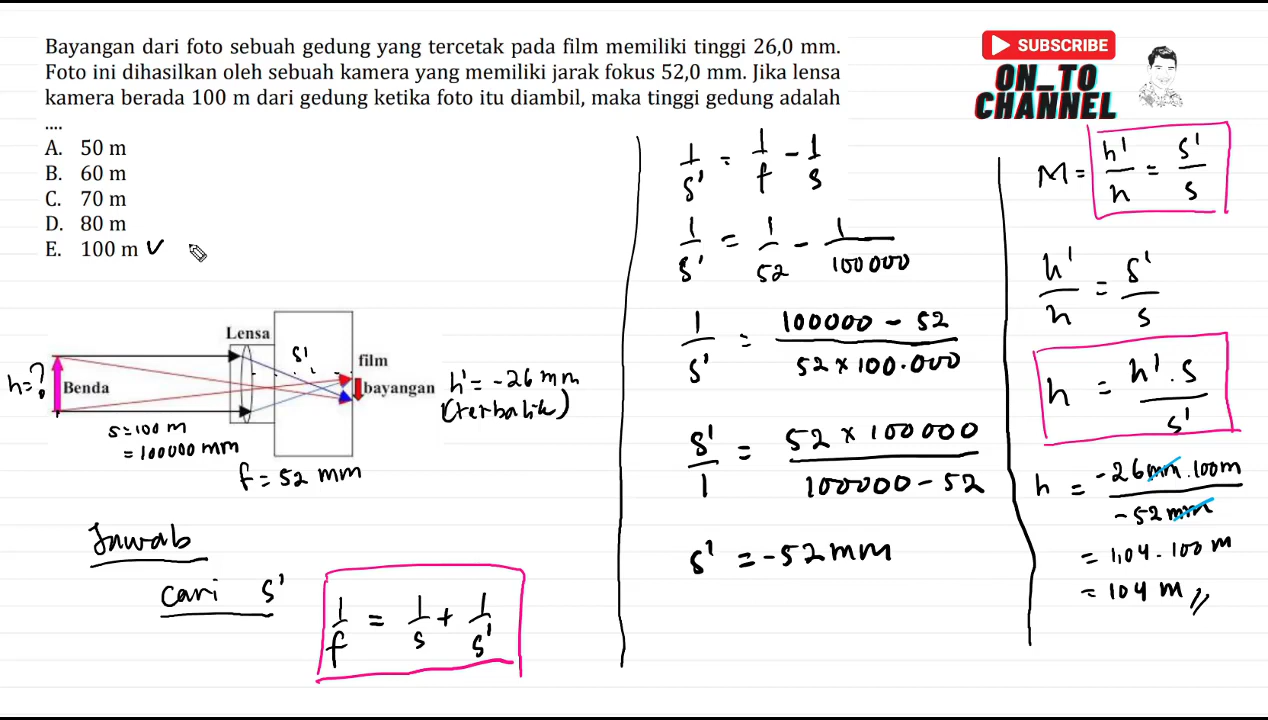 Bayangan dari foto sebuah gedung yang tercetak pada film memiliki tinggi 26,0 mm.
Foto ini dihasilkan oleh sebuah kamera yang memiliki jarak fokus 52,0 mm. Jika lensa
kamera berada 100 m dari gedung ketika foto itu diambil, maka tinggi gedung adalah
....
A. 50 m
B. 60 m
C. 70 m
D. 80 m
E. 100 m ✓
SUBSCRIBE
ON_TO
CHANNEL
Lensa
s'
film
h=?
Benda
bayangan
h' = -26 mm
(terbalik)
s = 100 m
= 100000 mm
f = 52 mm
Jawab
cari s'
1/f = 1/s + 1/s'
1/s' = 1/f - 1/s
1/s' = 1/52 - 1/100000
1/s' = (100000 - 52)/(52 × 100.000)
s'/1 = (52 × 100000)/(100000 - 52)
s' = -52 mm
M = h'/h = s'/s
h'/h = s'/s
h = h' . s/s'
h = -26 mm . 100 m/-52 mm
= 1,04 . 100 m
= 104 m //